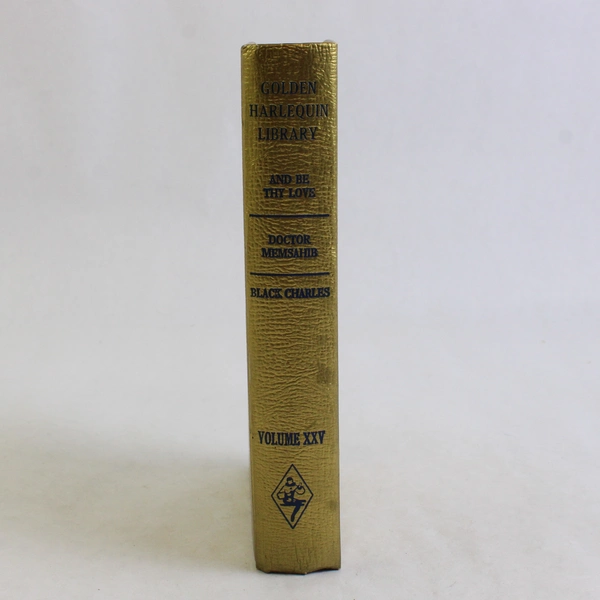 GOLDEN
HARLEQUIN
LIBRARY
AND BE
THY LOVE
DOCTOR
MEMSAHIB
BLACK CHARLES
VOLUME XXV